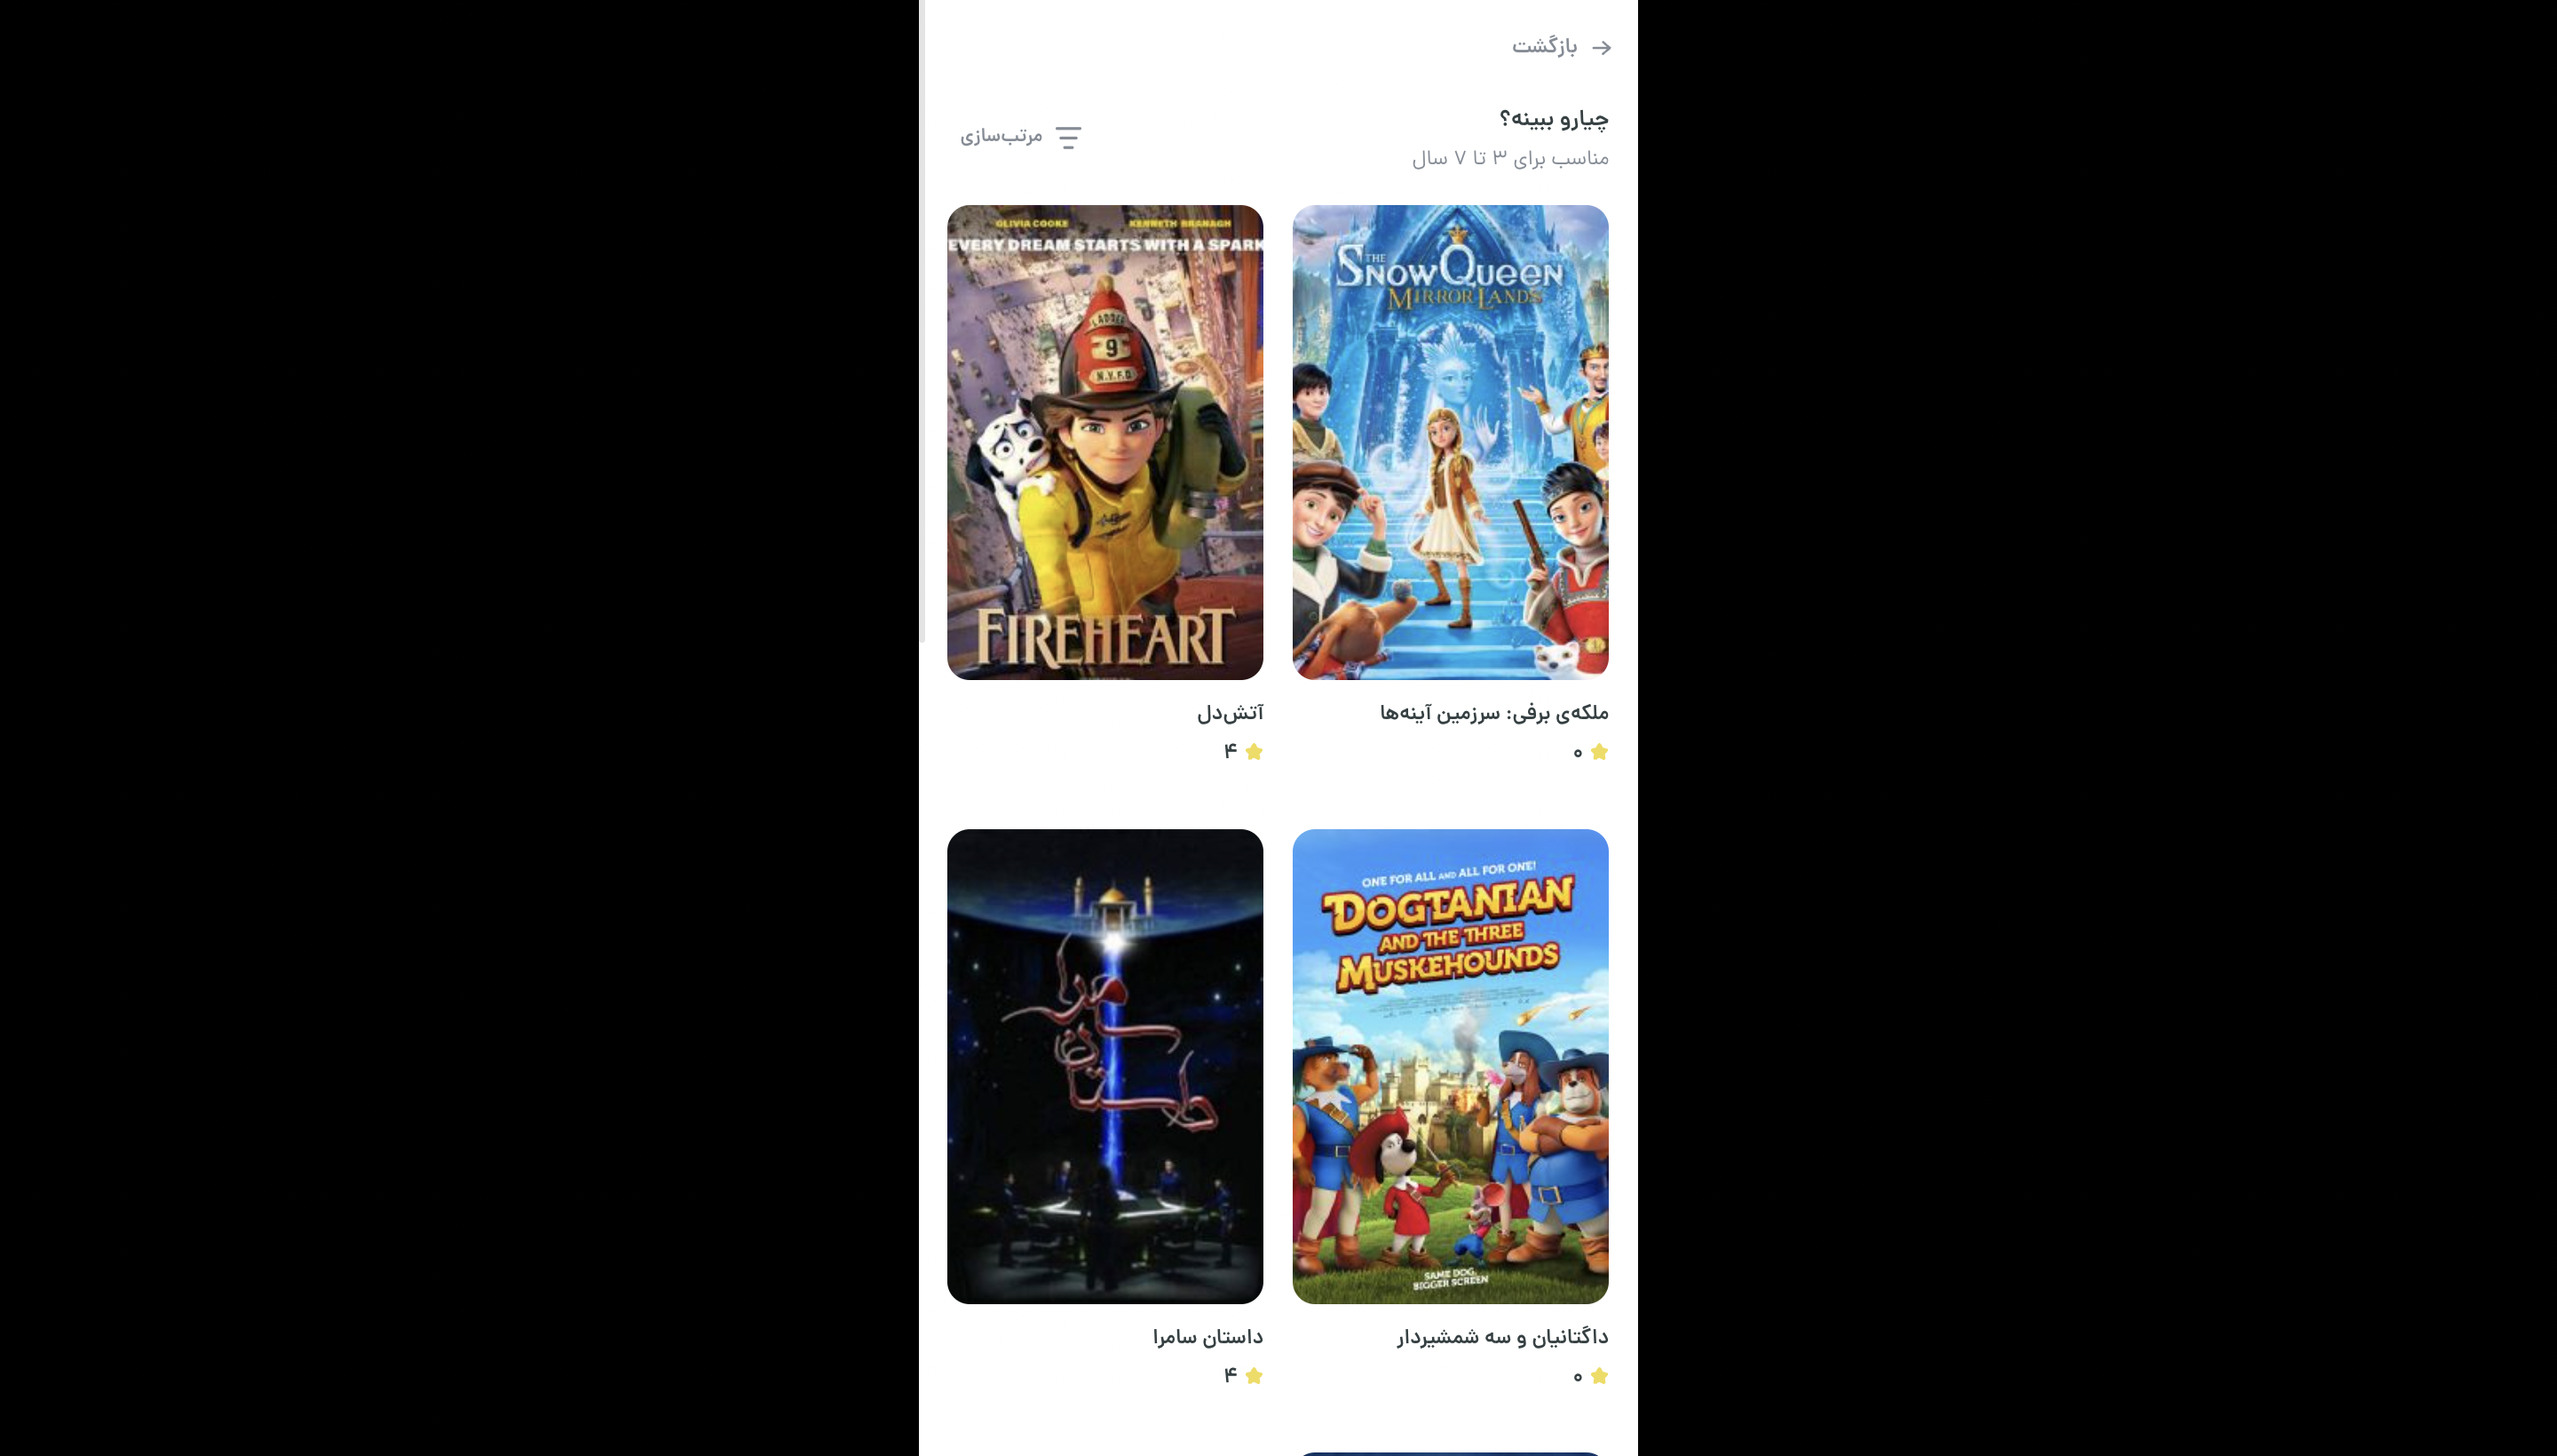 بازگشت
چیارو ببینه؟
مرتب‌سازی
مناسب برای ۳ تا ۷ سال
THE
SNOW QUEEN
MIRROR LANDS
OLIVIA COOKE KENNETH BRANAGH
EVERY DREAM STARTS WITH A SPARK
LADDER
9
N.Y.F.D.
FIREHEART
ملکه‌ی برفی: سرزمین آینه‌ها
۰
آتش‌دل
۴
ONE FOR ALL AND ALL FOR ONE!
DOGTANIAN
AND THE THREE
MUSKEHOUNDS
SAME DOG,
BIGGER SCREEN
داستان
سامرا
داگتانیان و سه شمشیردار
۰
داستان سامرا
۴